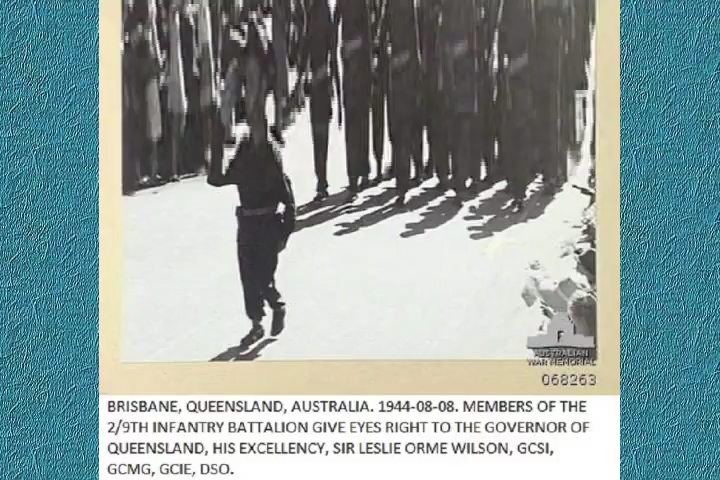 AUSTRALIAN
WAR MEMORIAL
068263
BRISBANE, QUEENSLAND, AUSTRALIA. 1944-08-08. MEMBERS OF THE
2/9TH INFANTRY BATTALION GIVE EYES RIGHT TO THE GOVERNOR OF
QUEENSLAND, HIS EXCELLENCY, SIR LESLIE ORME WILSON, GCSI,
GCMG, GCIE, DSO.